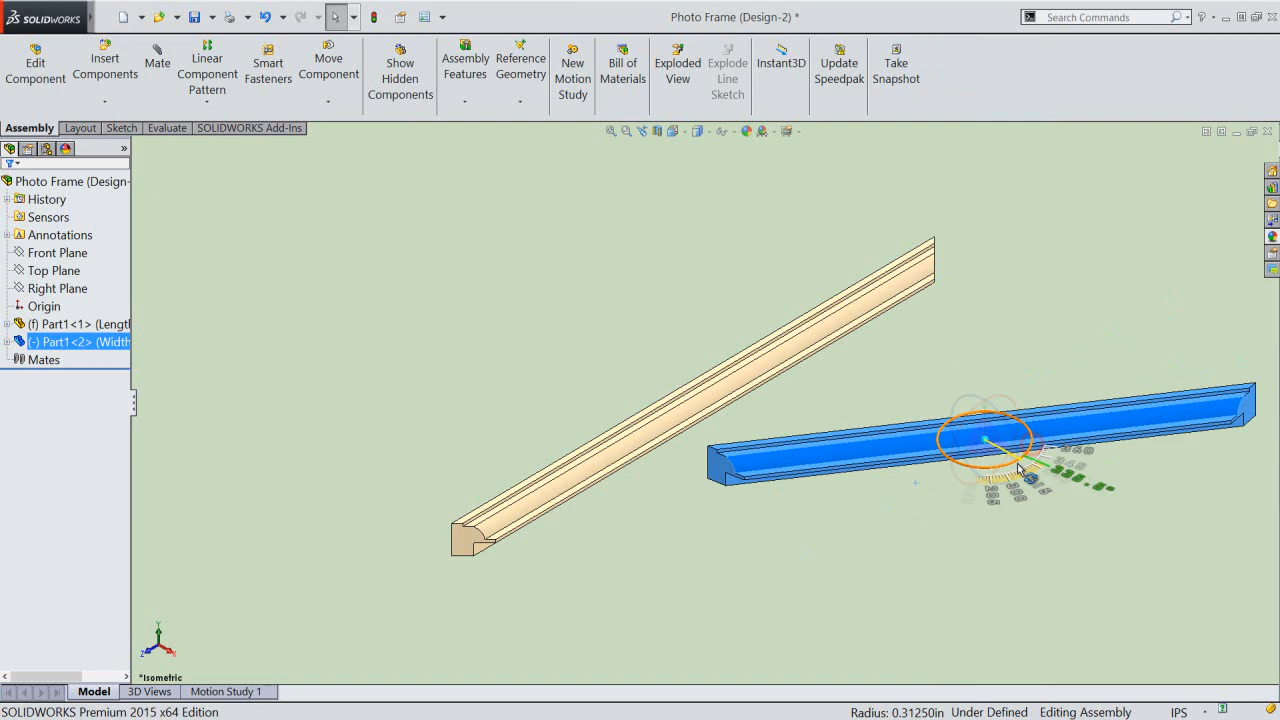 SOLIDWORKS
Photo Frame (Design-2) *
Search Commands
Edit Component
Insert Components
Mate
Linear Component Pattern
Smart Fasteners
Move Component
Show Hidden Components
Assembly Features
Reference Geometry
New Motion Study
Bill of Materials
Exploded View
Explode Line Sketch
Instant3D
Update Speedpak
Take Snapshot
Assembly
Layout
Sketch
Evaluate
SOLIDWORKS Add-Ins
Photo Frame (Design-
History
Sensors
Annotations
Front Plane
Top Plane
Right Plane
Origin
(f) Part1<1> (Lengt
(-) Part1<2> (Width
Mates
360
345
Y
Z
X
*Isometric
Model
3D Views
Motion Study 1
SOLIDWORKS Premium 2015 x64 Edition
Radius: 0.31250in
Under Defined
Editing Assembly
IPS